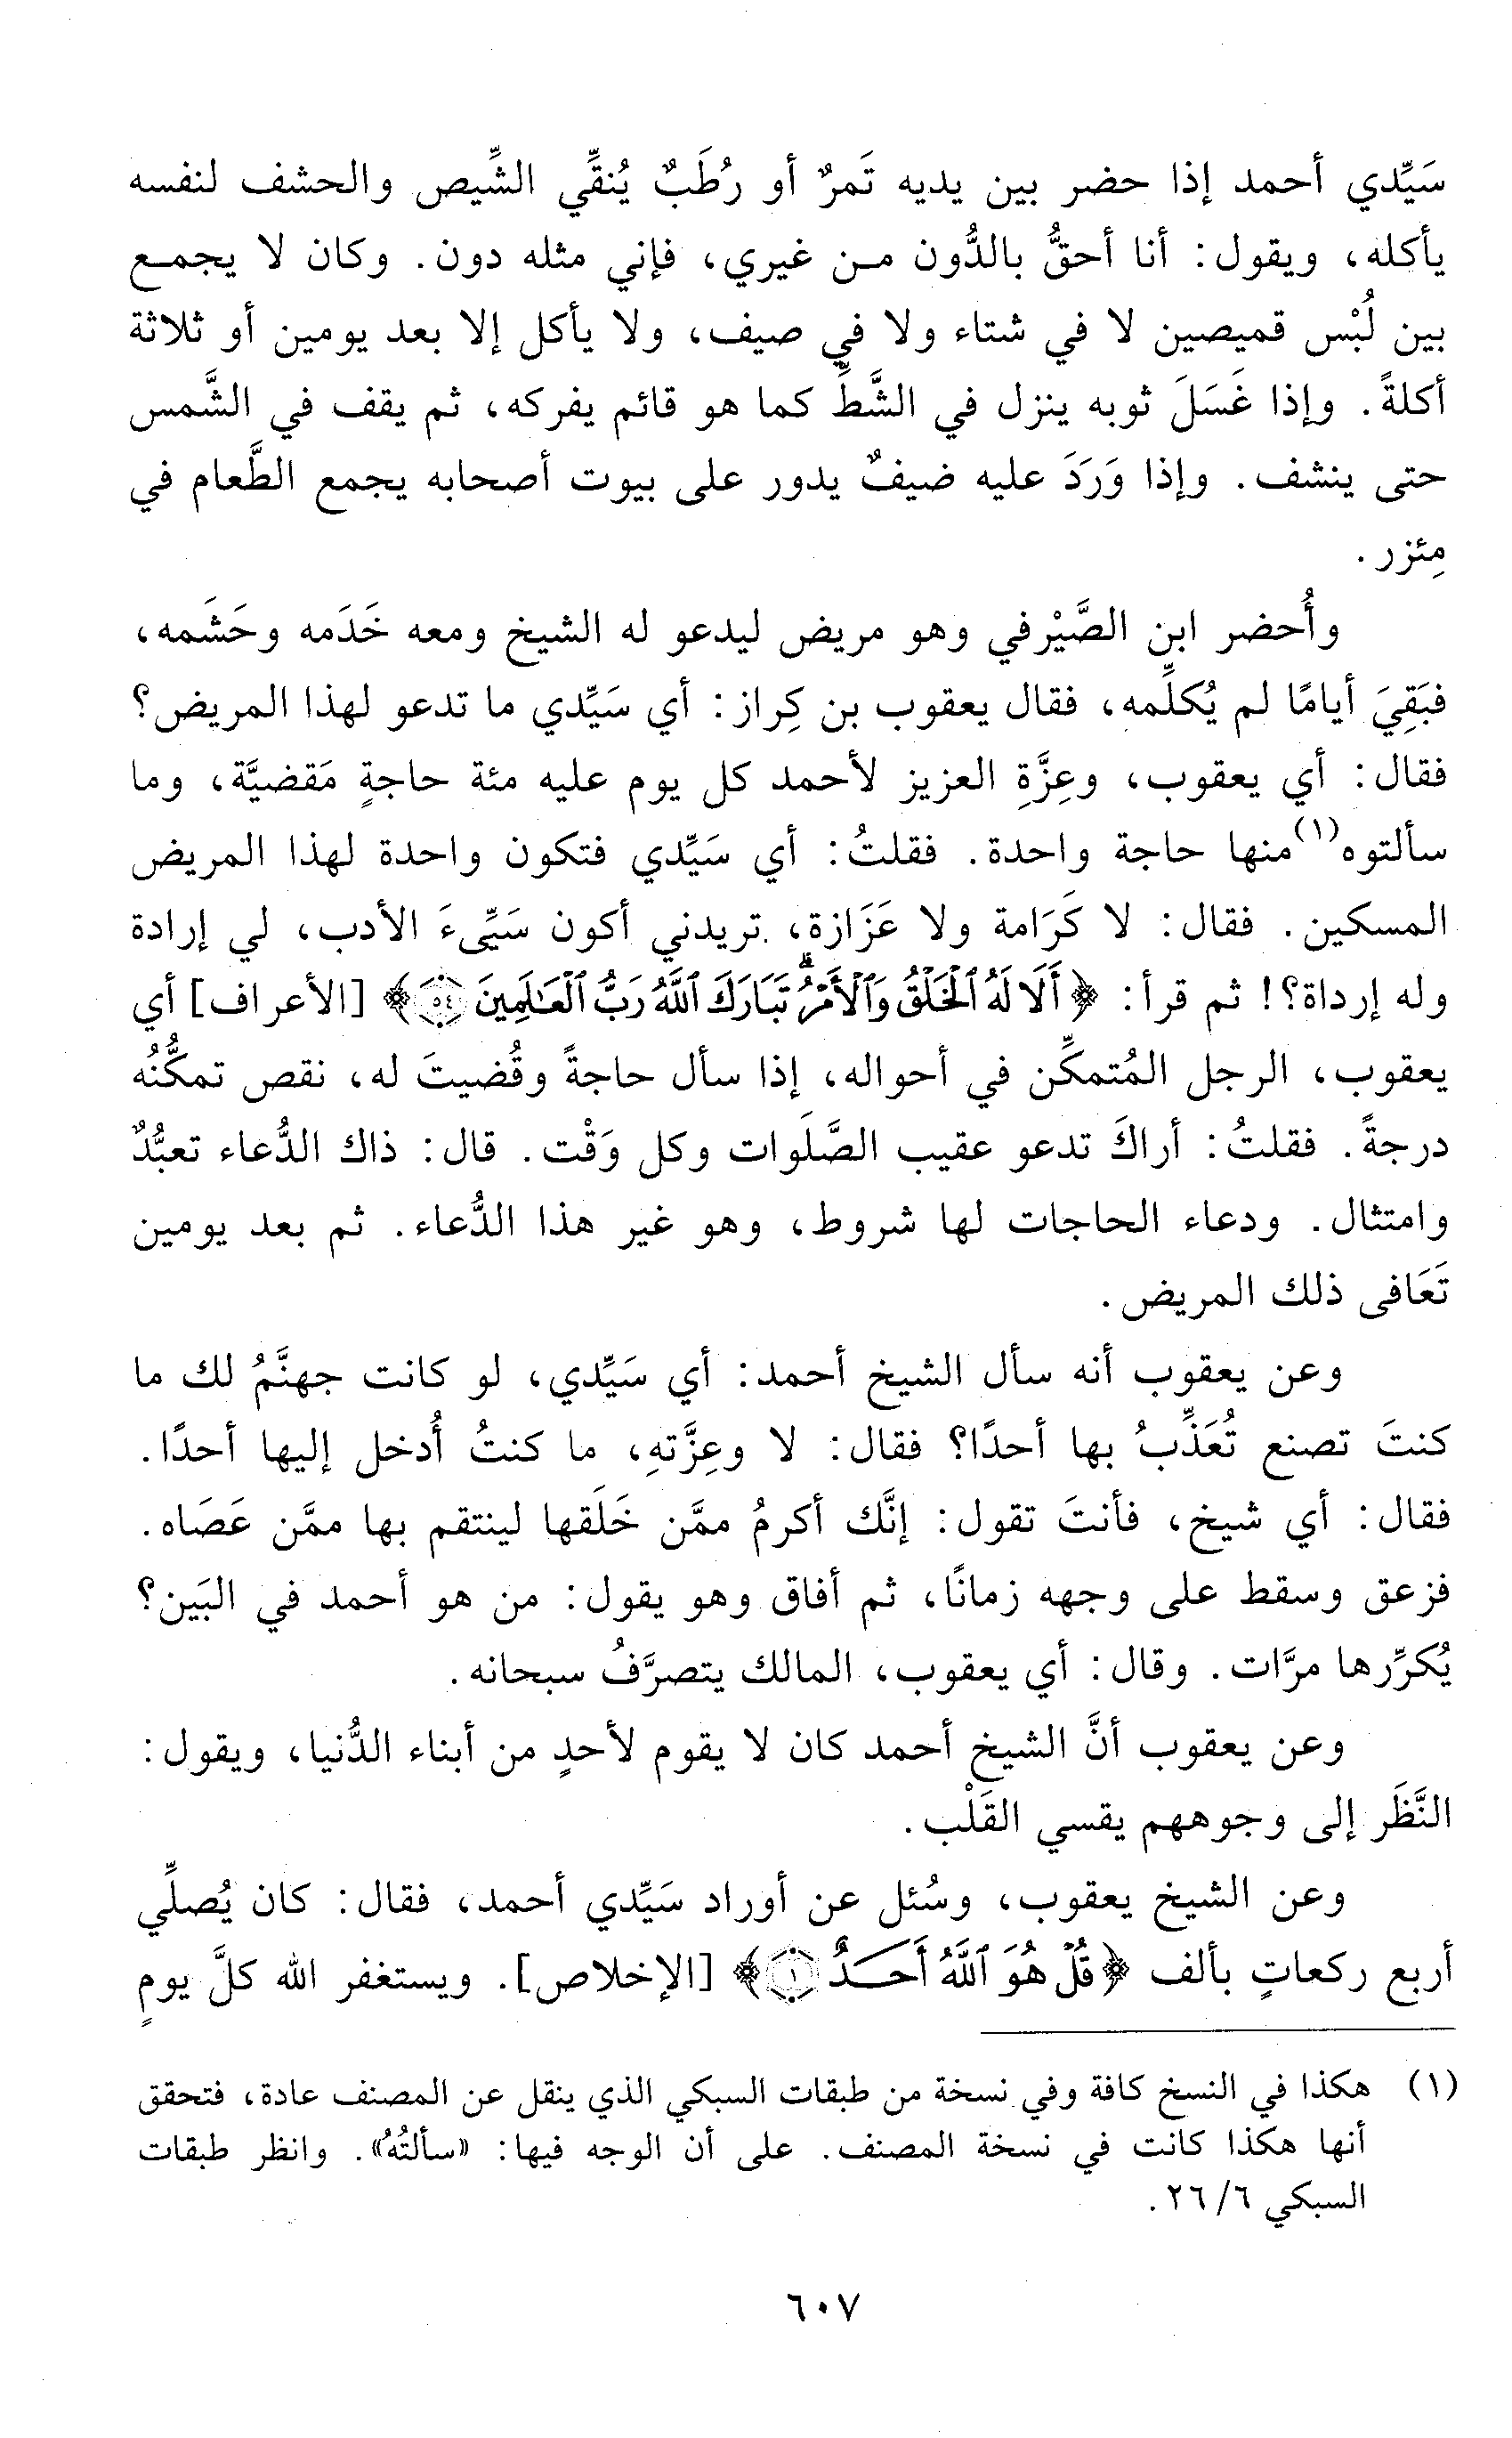 سَيِّدي أحمد إذا حضر بين يديه تَمرٌ أو رُطَبٌ يُنقِّي الشِّيص والحشف لنفسه
يأكله، ويقول: أنا أحقُّ بالدُّون من غيري، فإني مثله دون. وكان لا يجمع
بين لُبْس قميصين لا في شتاء ولا في صيف، ولا يأكل إلا بعد يومين أو ثلاثة
أكلةً. وإذا غَسَلَ ثوبه ينزل في الشَّطِّ كما هو قائم يفركه، ثم يقف في الشَّمس
حتى ينشف. وإذا وَرَدَ عليه ضيفٌ يدور على بيوت أصحابه يجمع الطَّعام في
مِئزر.
وأُحضر ابن الصَّيْرفي وهو مريض ليدعو له الشيخ ومعه خَدَمه وحَشَمه،
فبَقِيَ أيامًا لم يُكلِّمه، فقال يعقوب بن كِراز: أي سَيِّدي ما تدعو لهذا المريض؟
فقال: أي يعقوب، وعِزَّةِ العزيز لأحمد كل يوم عليه مئة حاجةٍ مَقضيَّة، وما
سألتوه(١) منها حاجة واحدة. فقلتُ: أي سَيِّدي فتكون واحدة لهذا المريض
المسكين. فقال: لا كَرَامة ولا عَزَازة، تريدني أكون سَيِّىءَ الأدب، لي إرادة
وله إرداة؟! ثم قرأ: ﴿أَلَا لَهُ ٱلْخَلْقُ وَٱلْأَمْرُۗ تَبَارَكَ ٱللَّهُ رَبُّ ٱلْعَٰلَمِينَ ۝٥٤﴾ [الأعراف] أي
يعقوب، الرجل المُتمكِّن في أحواله، إذا سأل حاجةً وقُضيتَ له، نقص تمكُّنُه
درجةً. فقلتُ: أراكَ تدعو عقيب الصَّلَوات وكل وَقْت. قال: ذاك الدُّعاء تعبُّدٌ
وامتثال. ودعاء الحاجات لها شروط، وهو غير هذا الدُّعاء. ثم بعد يومين
تَعَافى ذلك المريض.
وعن يعقوب أنه سأل الشيخ أحمد: أي سَيِّدي، لو كانت جهنَّمُ لك ما
كنتَ تصنع تُعَذِّبُ بها أحدًا؟ فقال: لا وعِزَّتهِ، ما كنتُ أُدخل إليها أحدًا.
فقال: أي شيخ، فأنتَ تقول: إنَّك أكرمُ ممَّن خَلَقها لينتقم بها ممَّن عَصَاه.
فزعق وسقط على وجهه زمانًا، ثم أفاق وهو يقول: من هو أحمد في البَين؟
يُكرِّرها مرَّات. وقال: أي يعقوب، المالك يتصرَّفُ سبحانه.
وعن يعقوب أنَّ الشيخ أحمد كان لا يقوم لأحدٍ من أبناء الدُّنيا، ويقول:
النَّظَر إلى وجوههم يقسي القَلْب.
وعن الشيخ يعقوب، وسُئل عن أوراد سَيِّدي أحمد، فقال: كان يُصلِّي
أربع ركعاتٍ بألف ﴿قُلْ هُوَ ٱللَّهُ أَحَدٌ ۝١﴾ [الإخلاص]. ويستغفر الله كلَّ يومٍ
(١) هكذا في النسخ كافة وفي نسخة من طبقات السبكي الذي ينقل عن المصنف عادة، فتحقق
أنها هكذا كانت في نسخة المصنف. على أن الوجه فيها: «سألتُهُ». وانظر طبقات
السبكي ٦/ ٢٦.
٦٠٧